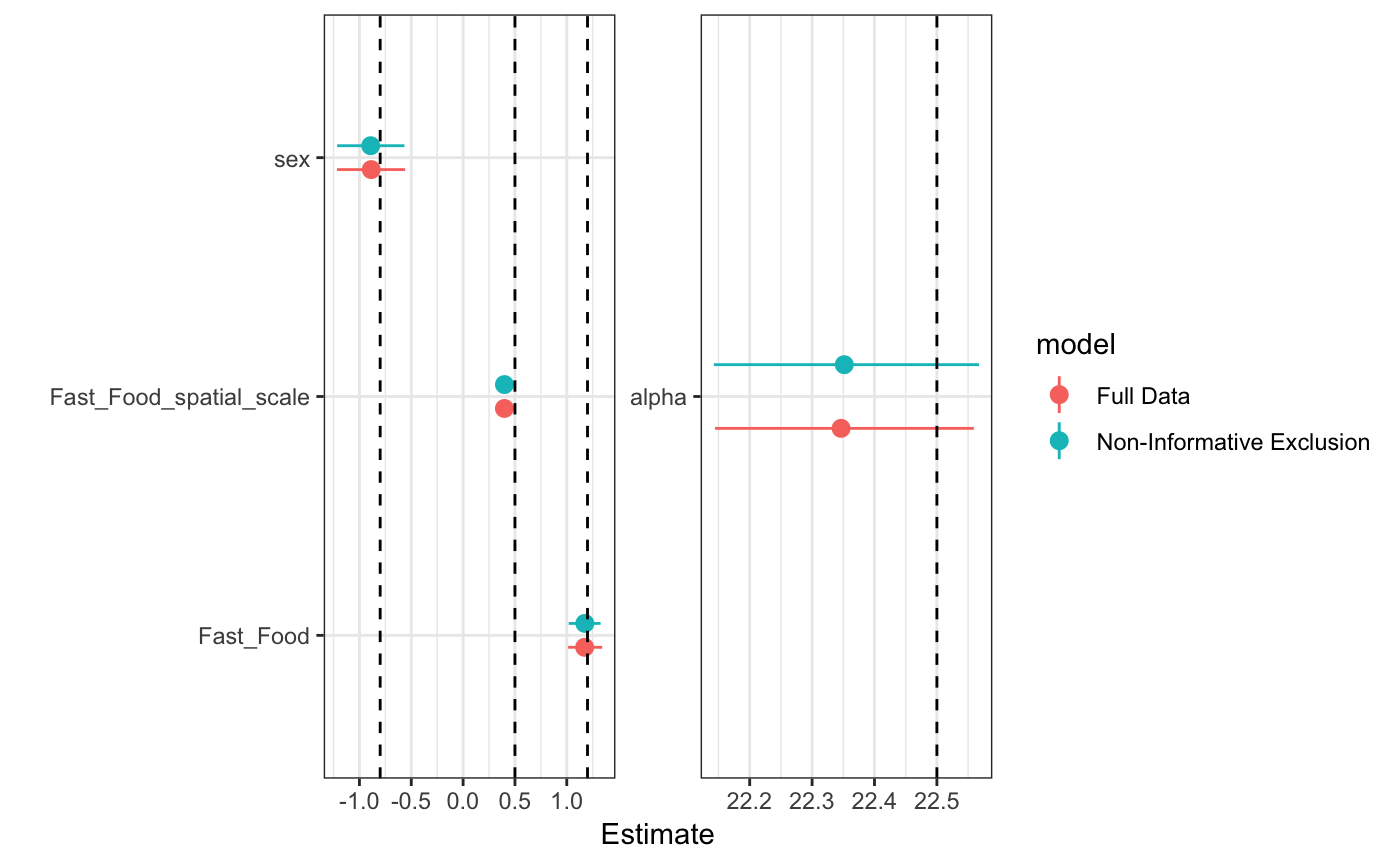 sex
Fast_Food_spatial_scale
Fast_Food
-1.0 -0.5 0.0 0.5 1.0
alpha
22.2 22.3 22.4 22.5
Estimate
model
Full Data
Non-Informative Exclusion